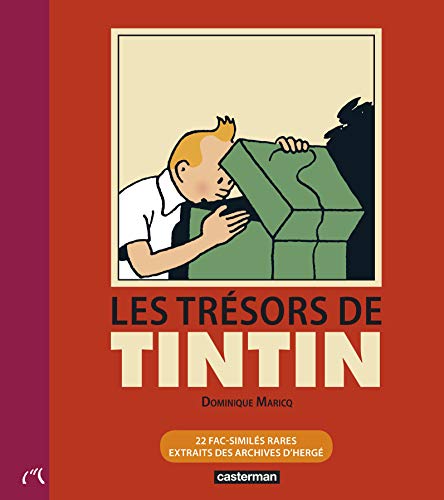 LES TRÉSORS DE
TINTIN
DOMINIQUE MARICQ
22 FAC-SIMILÉS RARES
EXTRAITS DES ARCHIVES D'HERGÉ
casterman